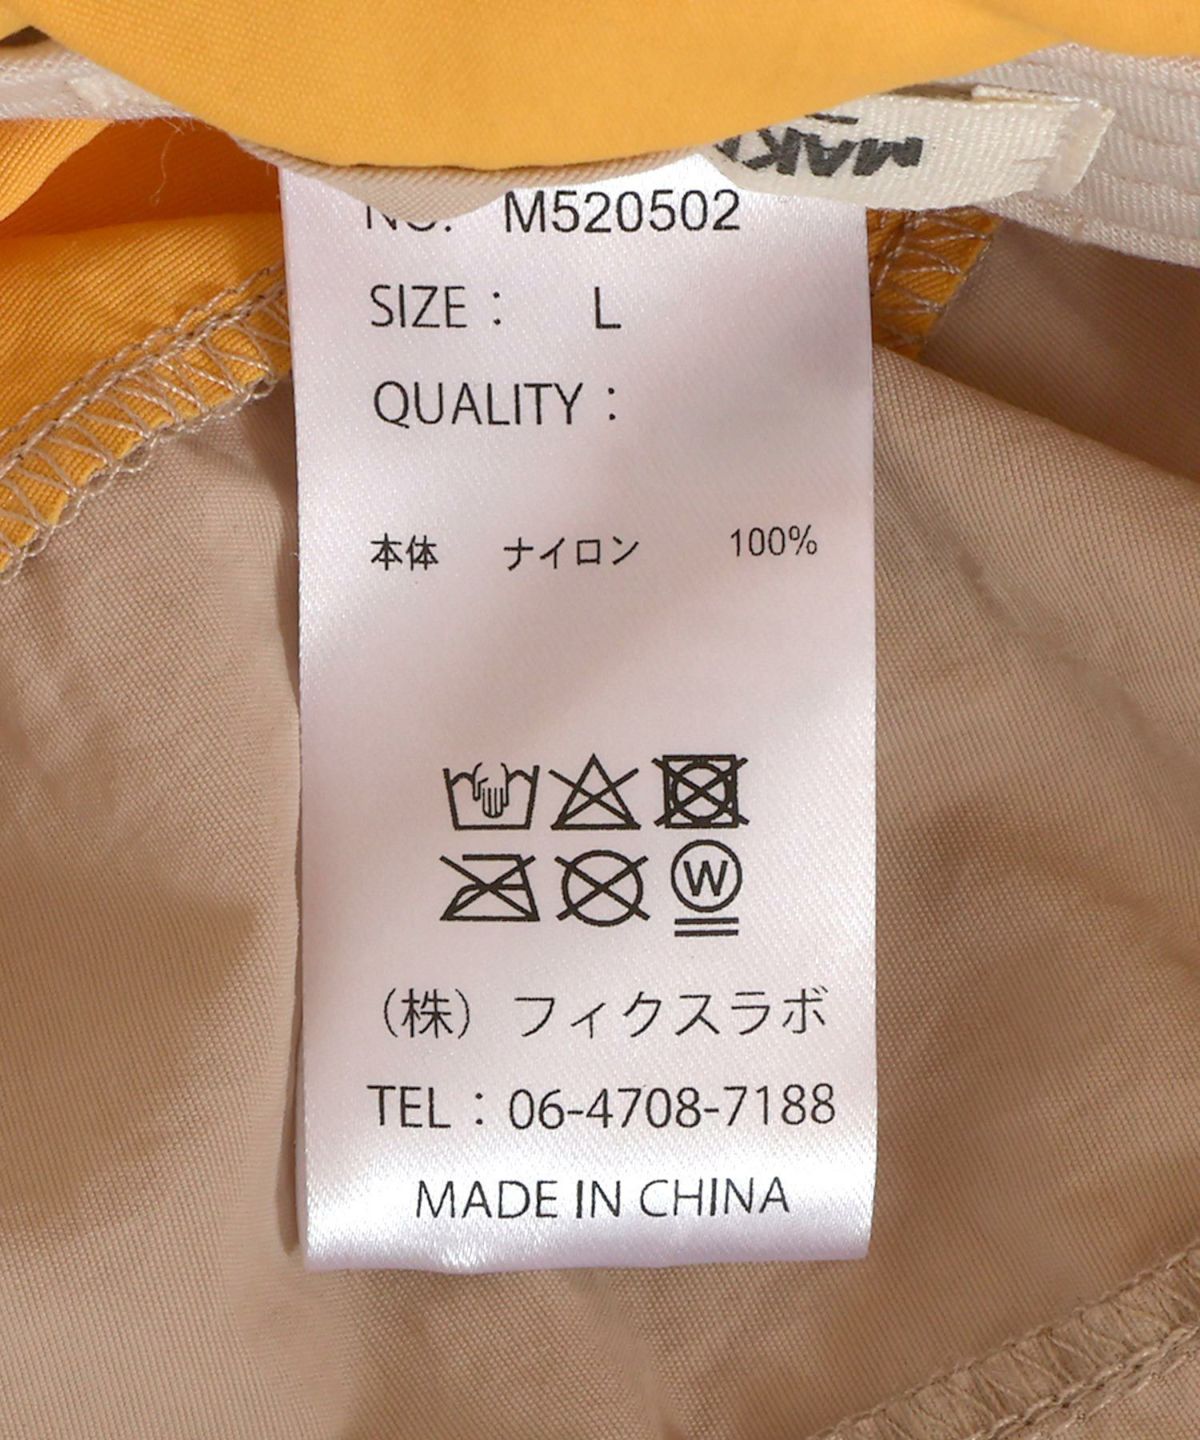 NO. M520502
SIZE : L
QUALITY :
本体 ナイロン 100%
W
(株) フィクスラボ
TEL : 06-4708-7188
MADE IN CHINA